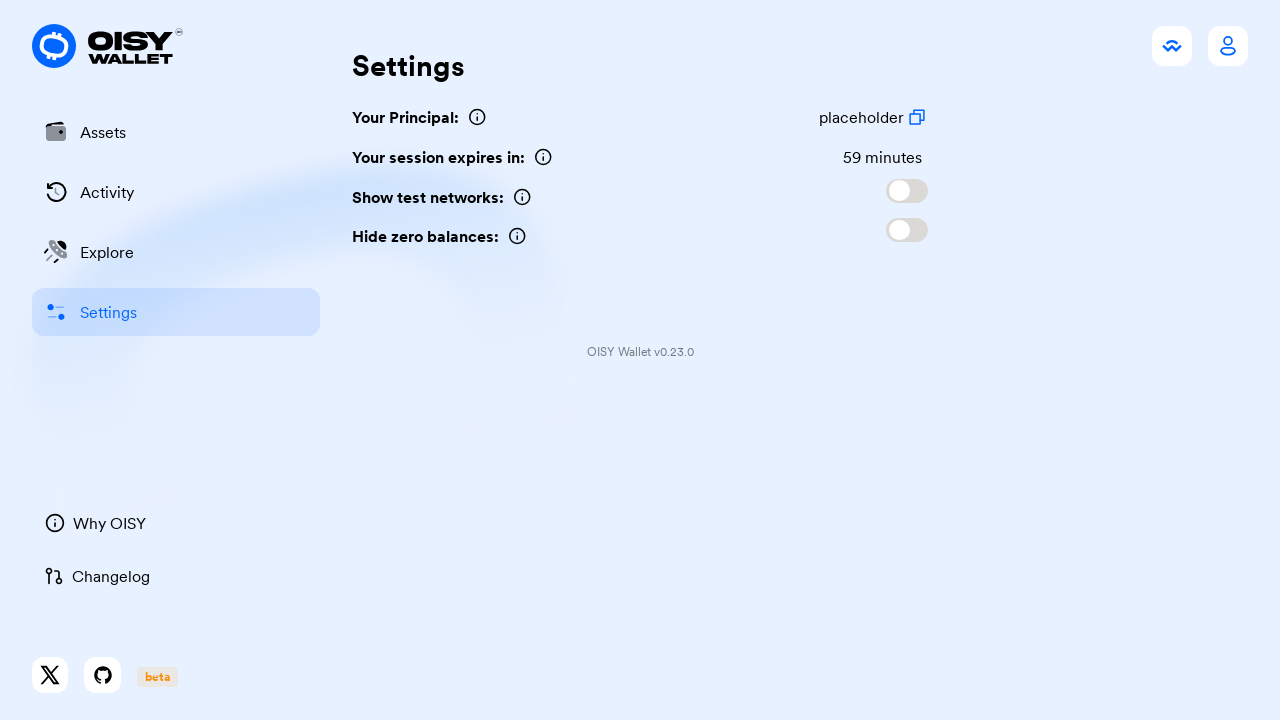 OISY
WALLET
Assets
Activity
Explore
Settings
Why OISY
Changelog
beta
Settings
Your Principal:
placeholder
Your session expires in:
59 minutes
Show test networks:
Hide zero balances:
OISY Wallet v0.23.0